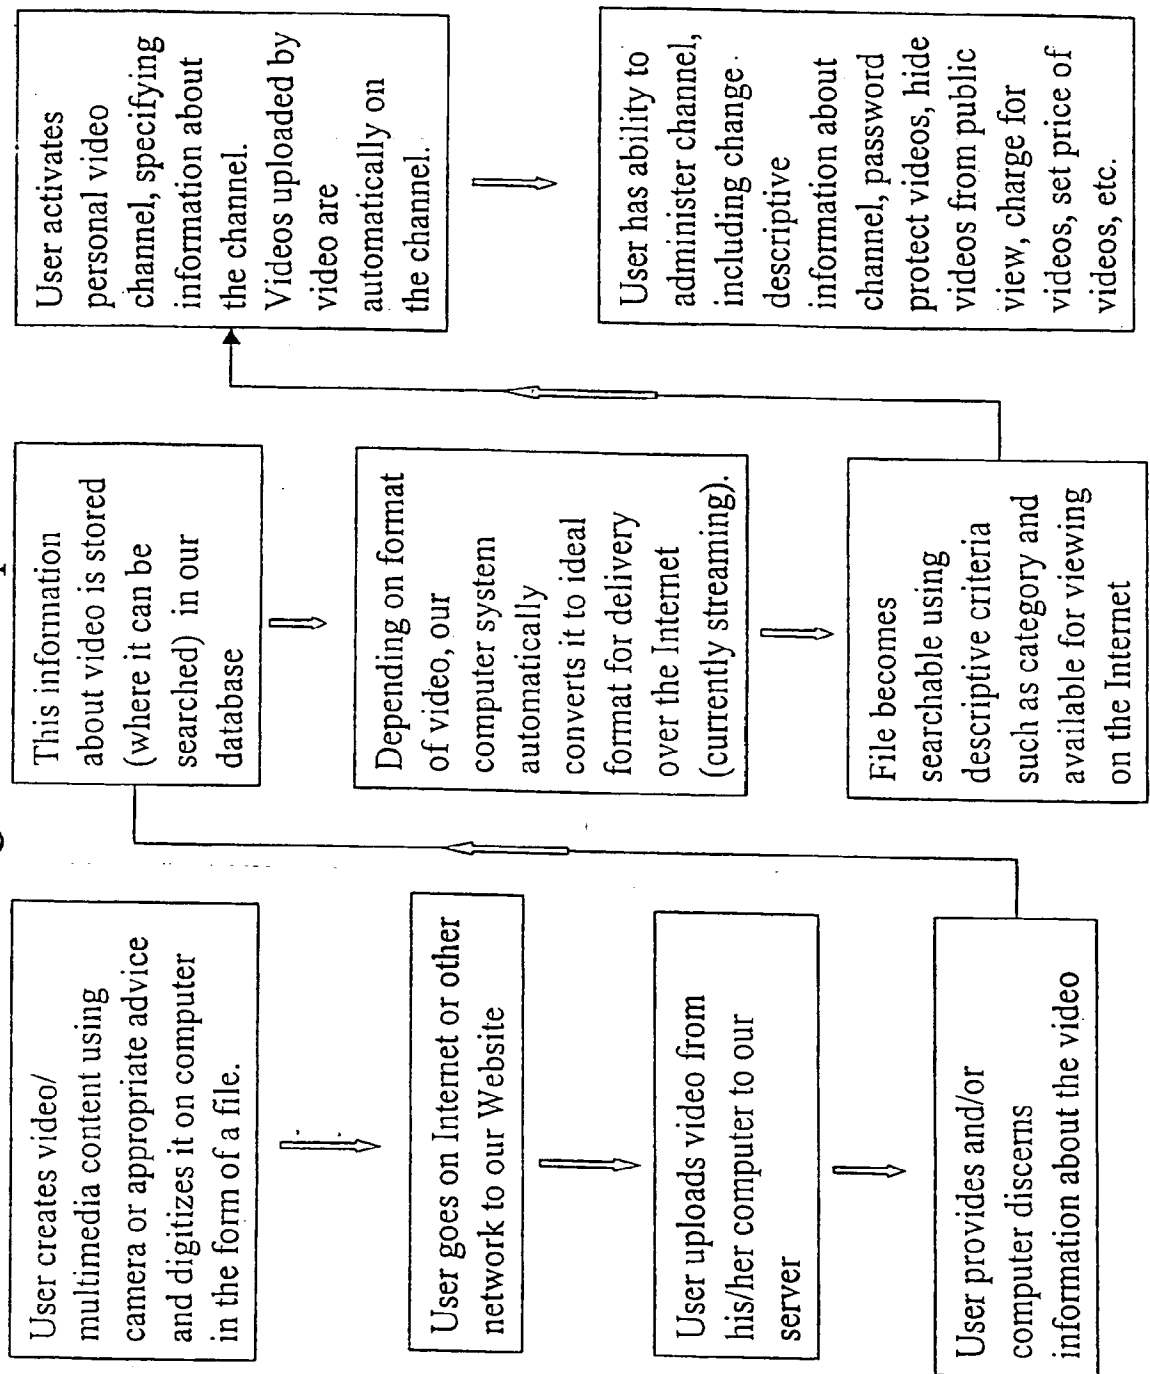 User creates video/
multimedia content using
camera or appropriate advice
and digitizes it on computer
in the form of a file.
User goes on Internet or other
network to our Website
User uploads video from
his/her computer to our
server
User provides and/or
computer discerns
information about the video
This information
about video is stored
(where it can be
searched) in our
database
Depending on format
of video, our
computer system
automatically
converts it to ideal
format for delivery
over the Internet
(currently streaming).
File becomes
searchable using
descriptive criteria
such as category and
available for viewing
on the Internet
User activates
personal video
channel, specifying
information about
the channel.
Videos uploaded by
video are
automatically on
the channel.
User has ability to
administer channel,
including change
descriptive
information about
channel, password
protect videos, hide
videos from public
view, charge for
videos, set price of
videos, etc.